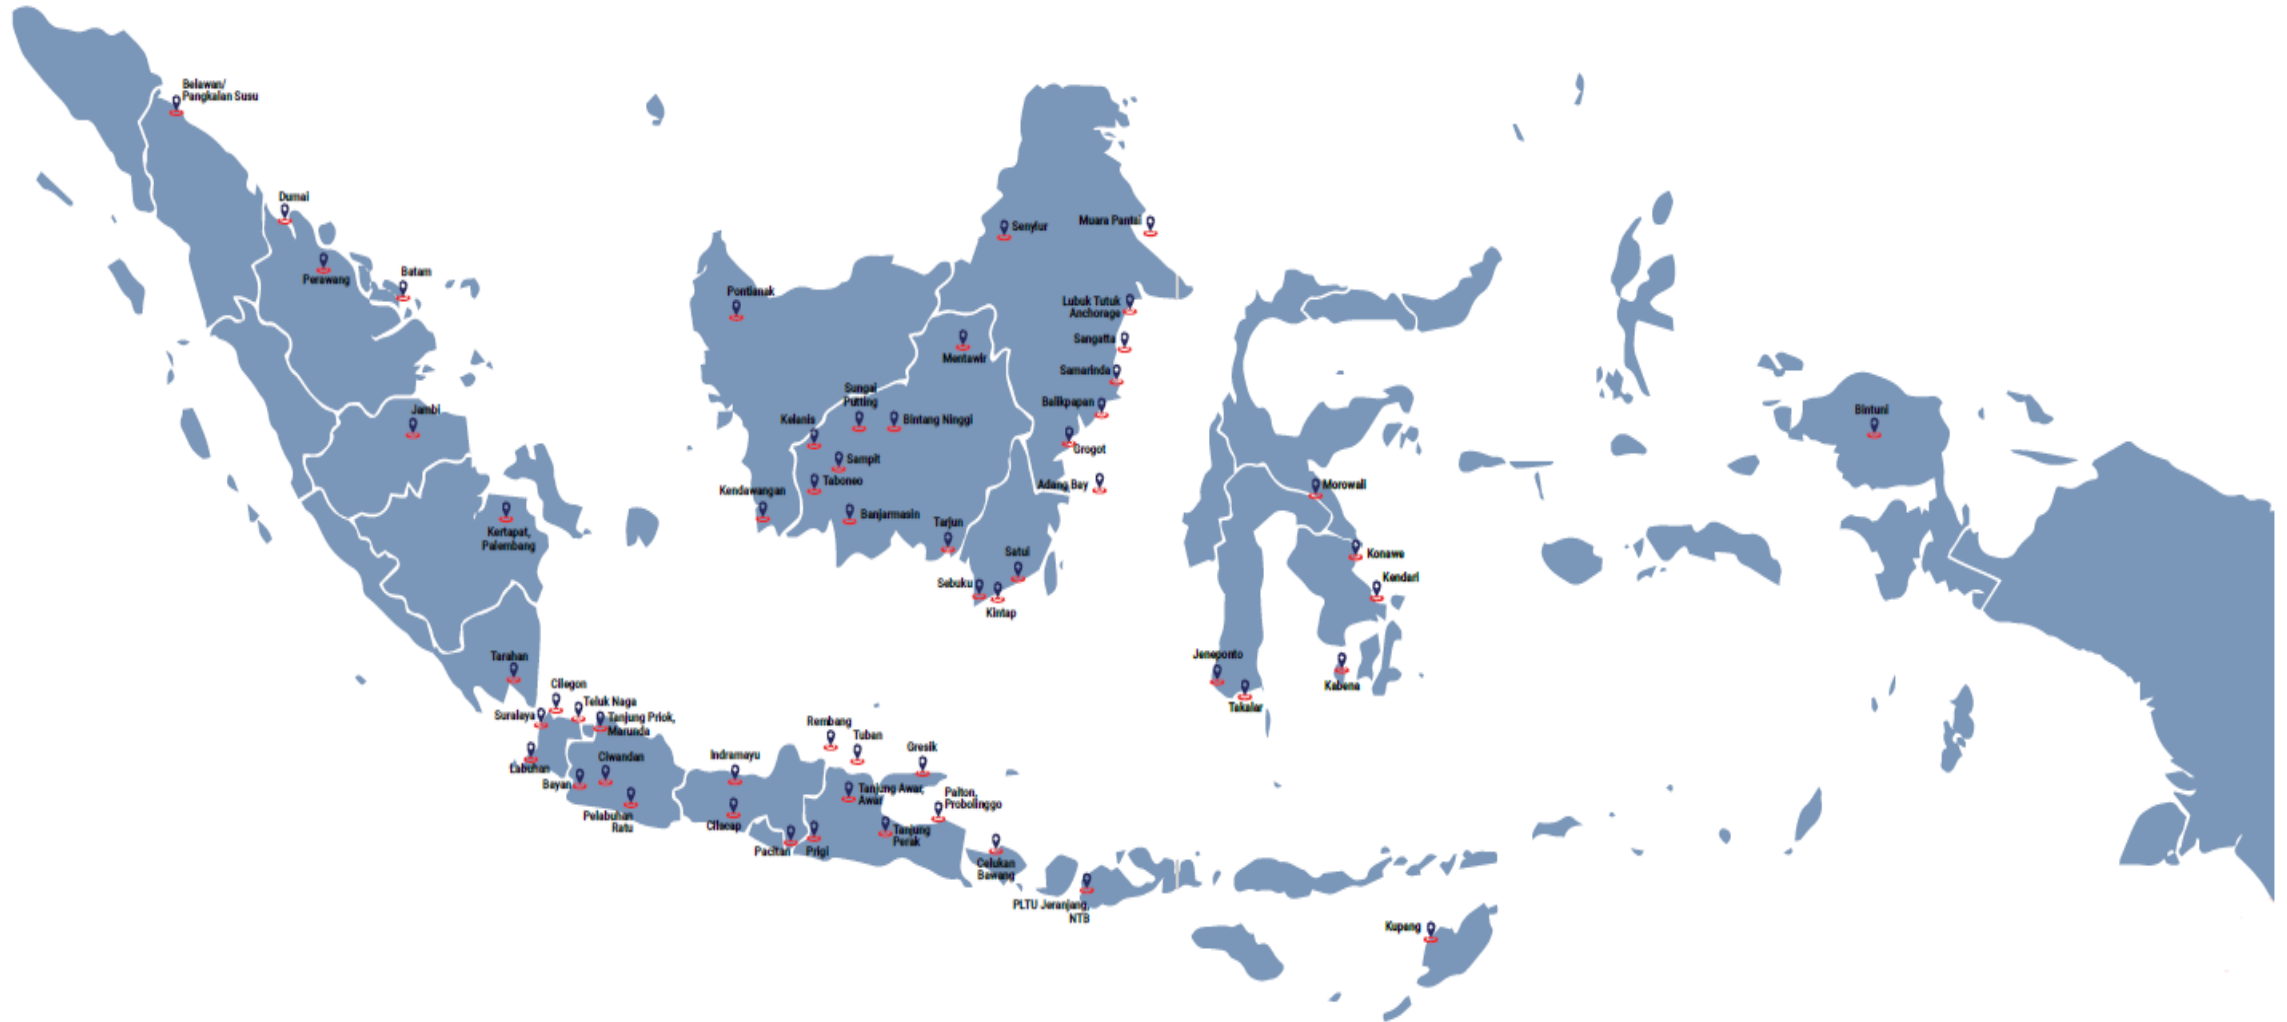 Belawan/
Pangkalan Susu
Dumai
Perawang
Batam
Jambi
Kertapat,
Palembang
Tarahan
Pontianak
Senyiur
Muara Pantai
Lubuk Tutuk
Anchorage
Sangatta
Samarinda
Balikpapan
Grogot
Adang Bay
Mentawir
Sungai
Putting
Bintang Ninggi
Kelanis
Sampit
Taboneo
Kendawangan
Banjarmasin
Tarjun
Satui
Sebuku
Kintap
Morowali
Konawe
Kendari
Kabena
Jeneponto
Takalar
Bintuni
Cilegon
Teluk Naga
Suralaya
Tanjung Priok,
Marunda
Labuhan
Ciwandan
Bayan
Pelabuhan
Ratu
Indramayu
Cilacap
Rembang
Tuban
Gresik
Tanjung Awar,
Awar
Paiton,
Probolinggo
Tanjung
Perak
Pacitan
Prigi
Celukan
Bawang
PLTU Jeranjang,
NTB
Kupang